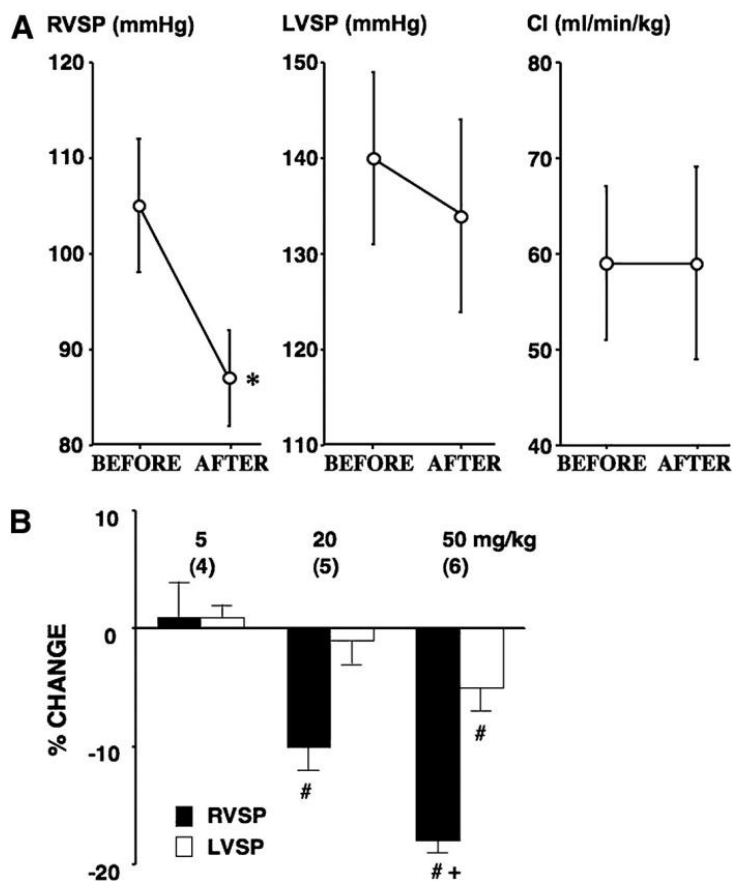 A
RVSP (mmHg)
LVSP (mmHg)
CI (ml/min/kg)
120
110
100
90
80
*
BEFORE AFTER
150
140
130
120
110
BEFORE AFTER
80
70
60
50
40
BEFORE AFTER
B
10
0
-10
-20
% CHANGE
5 20 50 mg/kg
(4) (5) (6)
#
#
# +
RVSP
LVSP